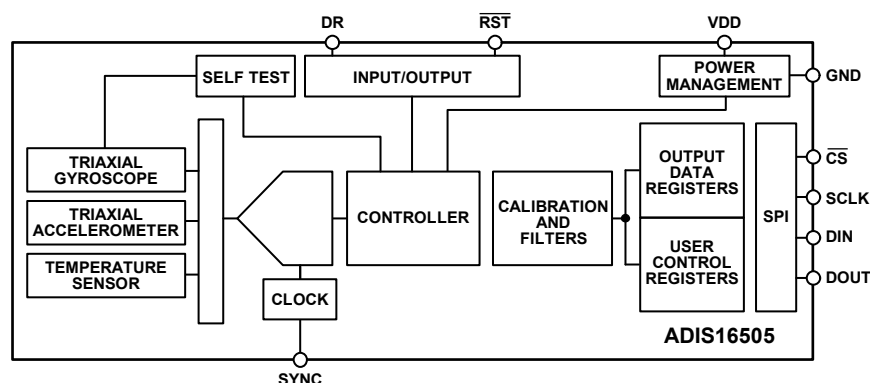 DR
RST
VDD
SELF TEST
INPUT/OUTPUT
POWER
MANAGEMENT
GND
TRIAXIAL
GYROSCOPE
TRIAXIAL
ACCELEROMETER
TEMPERATURE
SENSOR
CLOCK
CONTROLLER
CALIBRATION
AND
FILTERS
OUTPUT
DATA
REGISTERS
USER
CONTROL
REGISTERS
SPI
CS
SCLK
DIN
DOUT
ADIS16505
SYNC